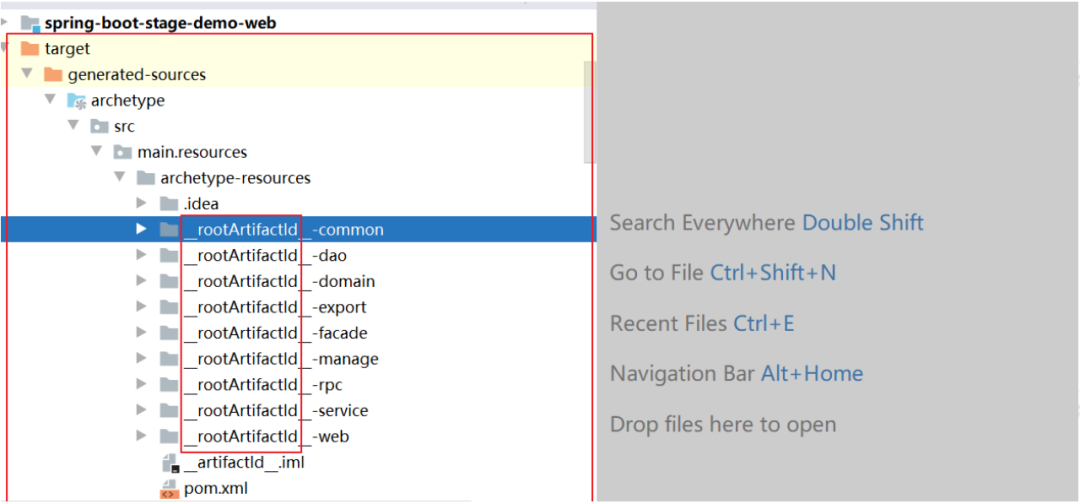 spring-boot-stage-demo-web
target
generated-sources
archetype
src
main.resources
archetype-resources
.idea
__rootArtifactId__-common
__rootArtifactId__-dao
__rootArtifactId__-domain
__rootArtifactId__-export
__rootArtifactId__-facade
__rootArtifactId__-manage
__rootArtifactId__-rpc
__rootArtifactId__-service
__rootArtifactId__-web
__artifactId__.iml
pom.xml
Search Everywhere Double Shift
Go to File Ctrl+Shift+N
Recent Files Ctrl+E
Navigation Bar Alt+Home
Drop files here to open